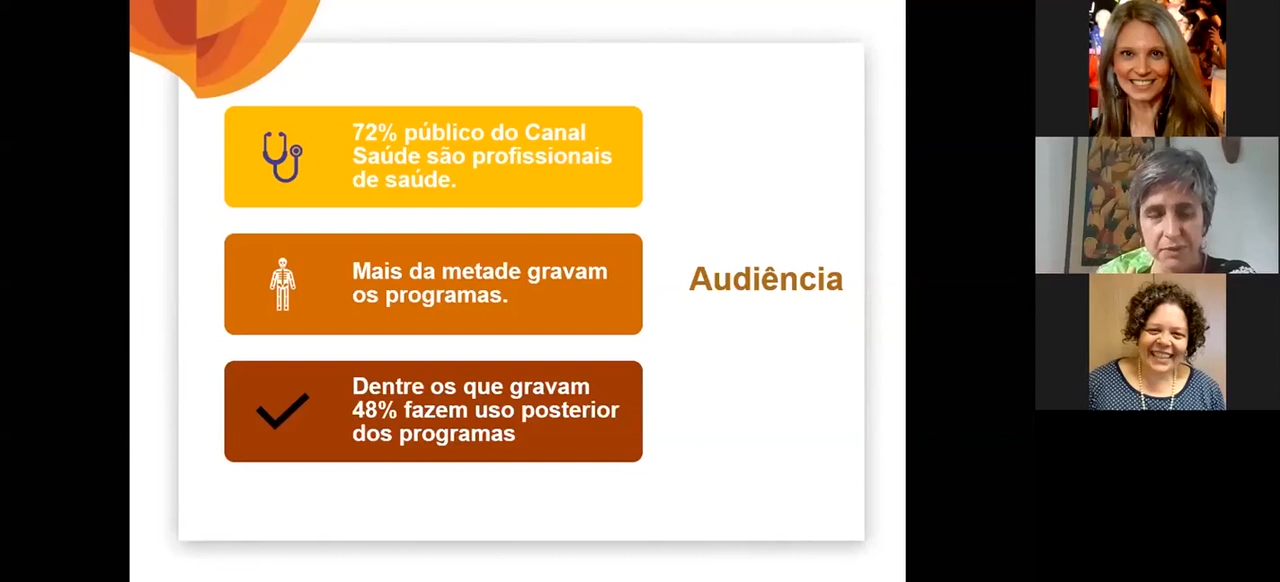 72% público do Canal
Saúde são profissionais
de saúde.
Mais da metade gravam
os programas.
Dentre os que gravam
48% fazem uso posterior
dos programas
Audiência